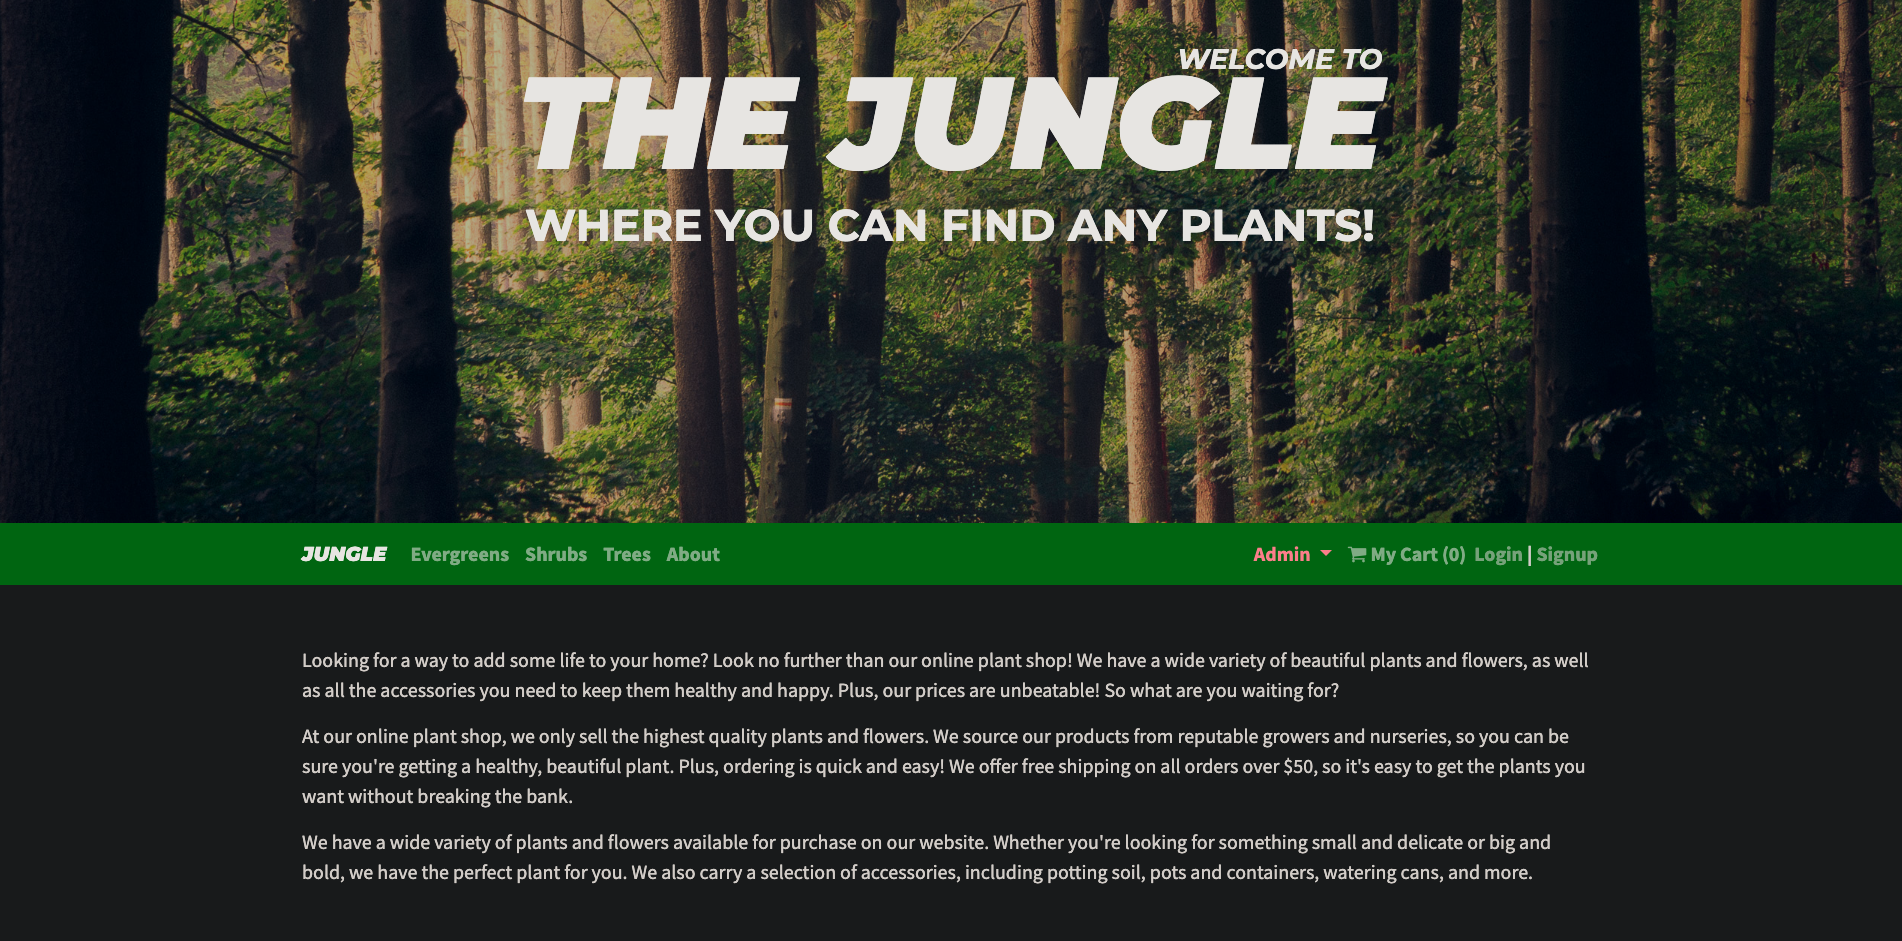 WELCOME TO
THE JUNGLE
WHERE YOU CAN FIND ANY PLANTS!
JUNGLE Evergreens Shrubs Trees About Admin My Cart (0) Login | Signup
Looking for a way to add some life to your home? Look no further than our online plant shop! We have a wide variety of beautiful plants and flowers, as well
as all the accessories you need to keep them healthy and happy. Plus, our prices are unbeatable! So what are you waiting for?
At our online plant shop, we only sell the highest quality plants and flowers. We source our products from reputable growers and nurseries, so you can be
sure you're getting a healthy, beautiful plant. Plus, ordering is quick and easy! We offer free shipping on all orders over $50, so it's easy to get the plants you
want without breaking the bank.
We have a wide variety of plants and flowers available for purchase on our website. Whether you're looking for something small and delicate or big and
bold, we have the perfect plant for you. We also carry a selection of accessories, including potting soil, pots and containers, watering cans, and more.